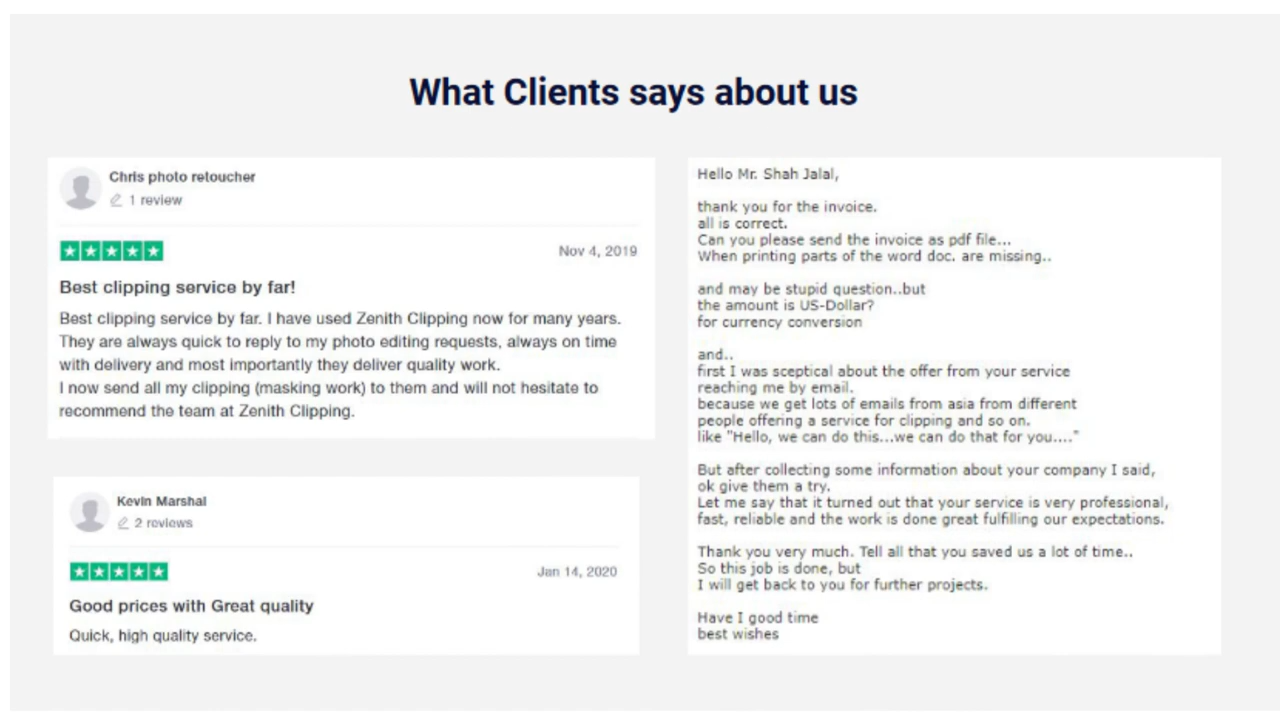 What Clients says about us
Chris photo retoucher
1 review
Nov 4, 2019
Best clipping service by far!
Best clipping service by far. I have used Zenith Clipping now for many years.
They are always quick to reply to my photo editing requests, always on time
with delivery and most importantly they deliver quality work.
I now send all my clipping (masking work) to them and will not hesitate to
recommend the team at Zenith Clipping.
Kevin Marshal
2 reviews
Jan 14, 2020
Good prices with Great quality
Quick, high quality service.
Hello Mr. Shah Jalal,
thank you for the invoice.
all is correct.
Can you please send the invoice as pdf file...
When printing parts of the word doc. are missing..
and may be stupid question..but
the amount is US-Dollar?
for currency conversion
and..
first I was sceptical about the offer from your service
reaching me by email.
because we get lots of emails from asia from different
people offering a service for clipping and so on.
like "Hello, we can do this...we can do that for you...."
But after collecting some information about your company I said,
ok give them a try.
Let me say that it turned out that your service is very professional,
fast, reliable and the work is done great fulfilling our expectations.
Thank you very much. Tell all that you saved us a lot of time..
So this job is done, but
I will get back to you for further projects.
Have I good time
best wishes